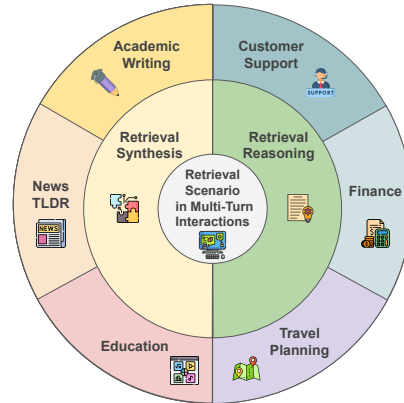 Academic
Writing
Customer
Support
SUPPORT
Retrieval
Synthesis
Retrieval
Reasoning
News
TLDR
NEWS
Retrieval
Scenario
in Multi-Turn
Interactions
Finance
Education
Travel
Planning